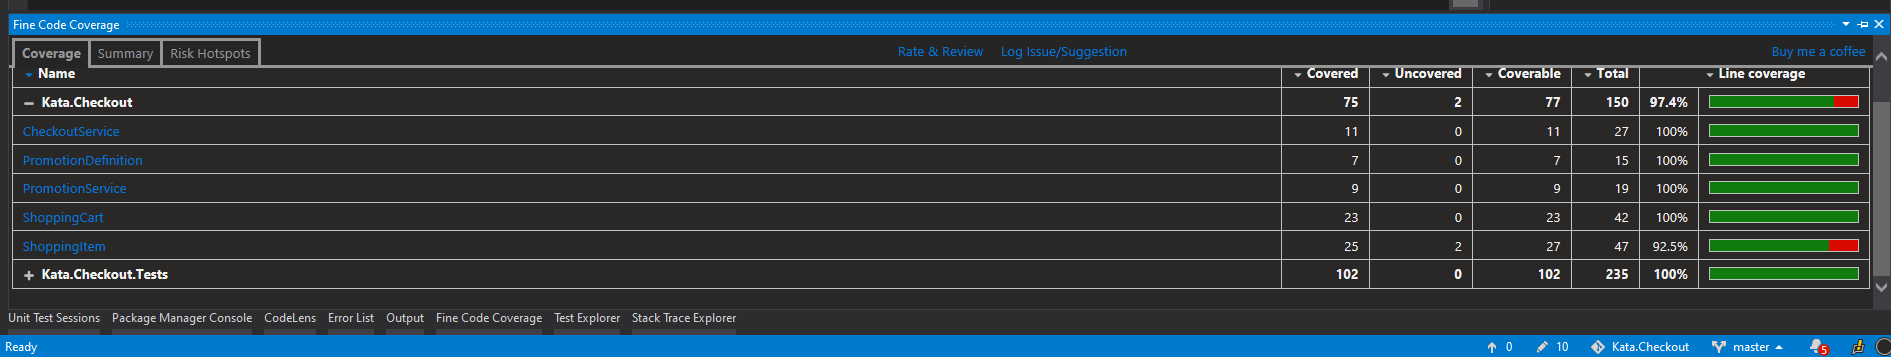 Fine Code Coverage
Coverage Summary Risk Hotspots Rate & Review Log Issue/Suggestion Buy me a coffee
Name Covered Uncovered Coverable Total Line coverage
Kata.Checkout 75 2 77 150 97.4%
CheckoutService 11 0 11 27 100%
PromotionDefinition 7 0 7 15 100%
PromotionService 9 0 9 19 100%
ShoppingCart 23 0 23 42 100%
ShoppingItem 25 2 27 47 92.5%
Kata.Checkout.Tests 102 0 102 235 100%
Unit Test Sessions Package Manager Console CodeLens Error List Output Fine Code Coverage Test Explorer Stack Trace Explorer
Ready 0 10 Kata.Checkout master 5